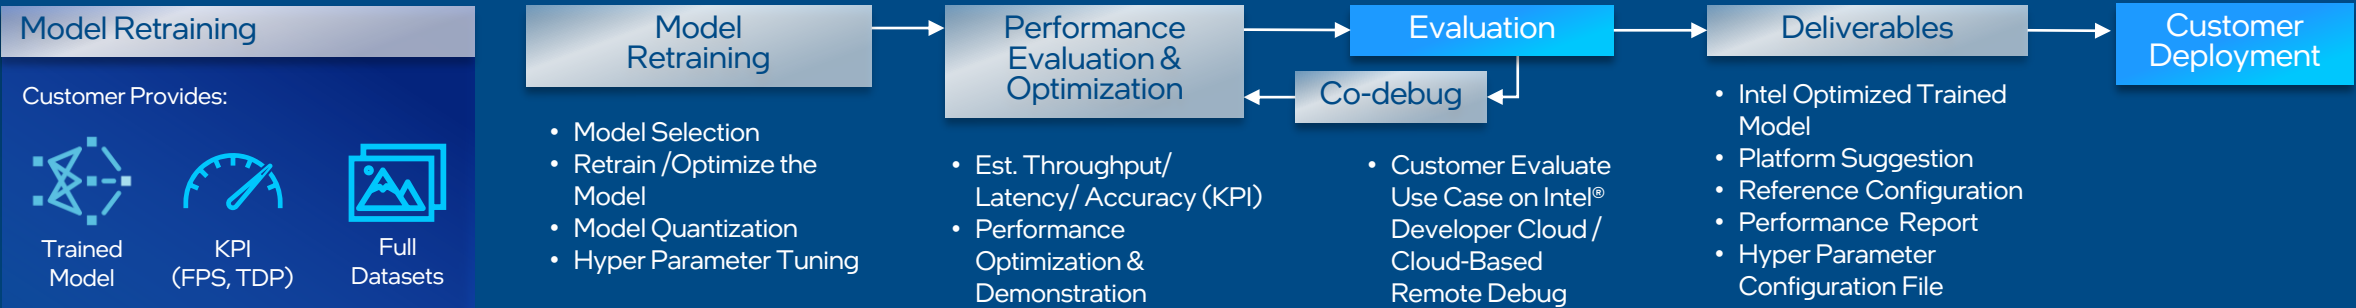 Model Retraining
Customer Provides:
Trained
Model
KPI
(FPS, TDP)
Full
Datasets
Model
Retraining
• Model Selection
• Retrain /Optimize the
Model
• Model Quantization
• Hyper Parameter Tuning
Performance
Evaluation &
Optimization
• Est. Throughput/
Latency/ Accuracy (KPI)
• Performance
Optimization &
Demonstration
Evaluation
Co-debug
• Customer Evaluate
Use Case on Intel®
Developer Cloud /
Cloud-Based
Remote Debug
Deliverables
• Intel Optimized Trained
Model
• Platform Suggestion
• Reference Configuration
• Performance Report
• Hyper Parameter
Configuration File
Customer
Deployment